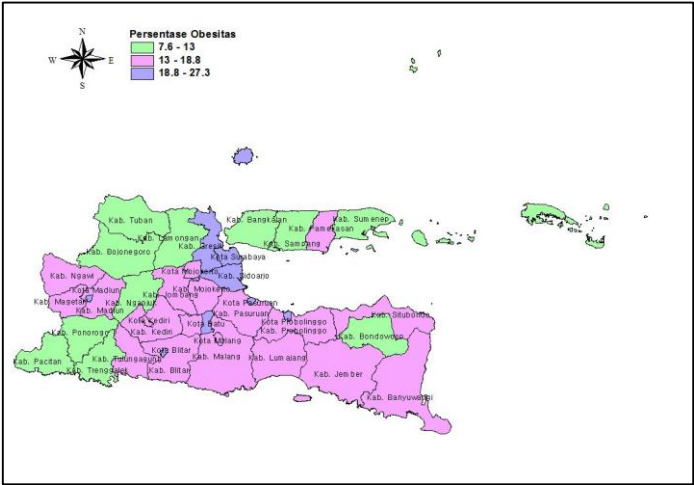 N
W E
S
Persentase Obesitas
7.6 - 13
13 - 18.8
18.8 - 27.3
Kab. Tuban
Kab. Lamongan
Kab. Bojonegoro
Kab. Gresik
Kab. Bangkalan
Kab. Sampang
Kab. Pamekasan
Kab. Sumenep
Kota Surabaya
Kab. Sidoarjo
Kota Mojokerto
Kab. Mojokerto
Kab. Jombang
Kab. Ngawi
Kota Madiun
Kab. Magetan
Kab. Madiun
Kab. Nganjuk
Kota Kediri
Kab. Kediri
Kota Batu
Kota Pasuruan
Kab. Pasuruan
Kota Probolinggo
Kab. Probolinggo
Kab. Situbondo
Kab. Bondowoso
Kab. Ponorogo
Kab. Pacitan
Kab. Trenggalek
Kab. Tulungagung
Kota Blitar
Kab. Blitar
Kota Malang
Kab. Malang
Kab. Lumajang
Kab. Jember
Kab. Banyuwangi